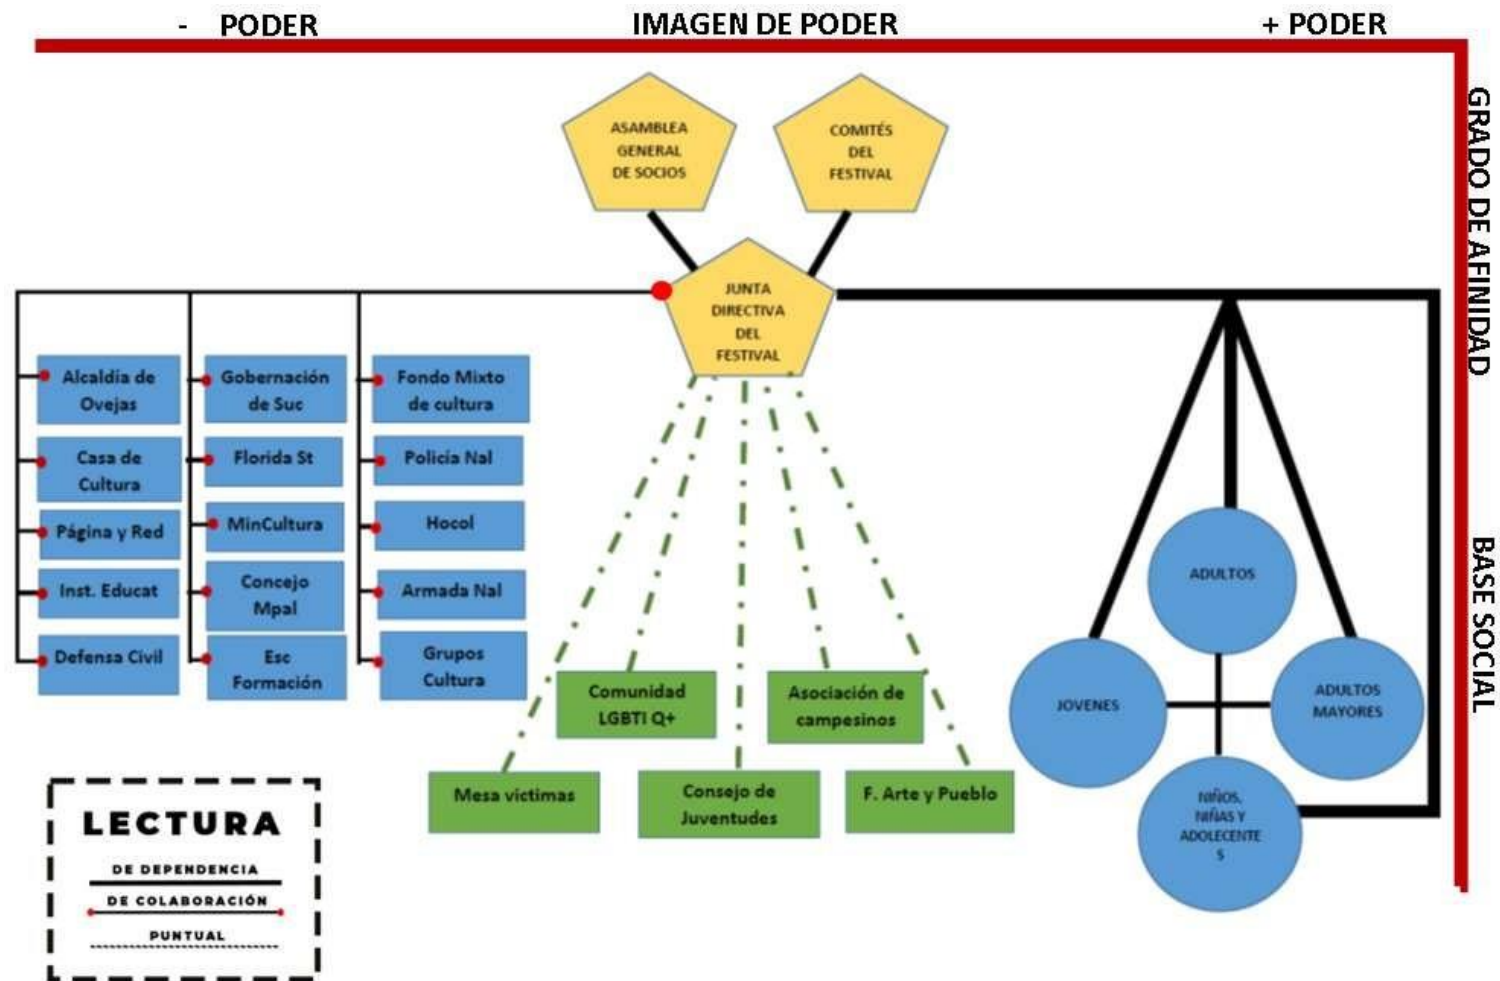 - PODER
IMAGEN DE PODER
+ PODER
GRADO DE AFINIDAD
BASE SOCIAL
ASAMBLEA
GENERAL
DE SOCIOS
COMITÉS
DEL
FESTIVAL
JUNTA
DIRECTIVA
DEL
FESTIVAL
Alcaldía de
Ovejas
Casa de
Cultura
Página y Red
Inst. Educat
Defensa Civil
Gobernación
de Suc
Florida St
MinCultura
Concejo
Mpal
Esc
Formación
Fondo Mixto
de cultura
Policía Nal
Hocol
Armada Nal
Grupos
Cultura
Comunidad
LGBTI Q+
Asociación de
campesinos
Mesa victimas
Consejo de
Juventudes
F. Arte y Pueblo
ADULTOS
JOVENES
ADULTOS
MAYORES
NIÑOS,
NIÑAS Y
ADOLECENTE
S
LECTURA
DE DEPENDENCIA
DE COLABORACIÓN
PUNTUAL